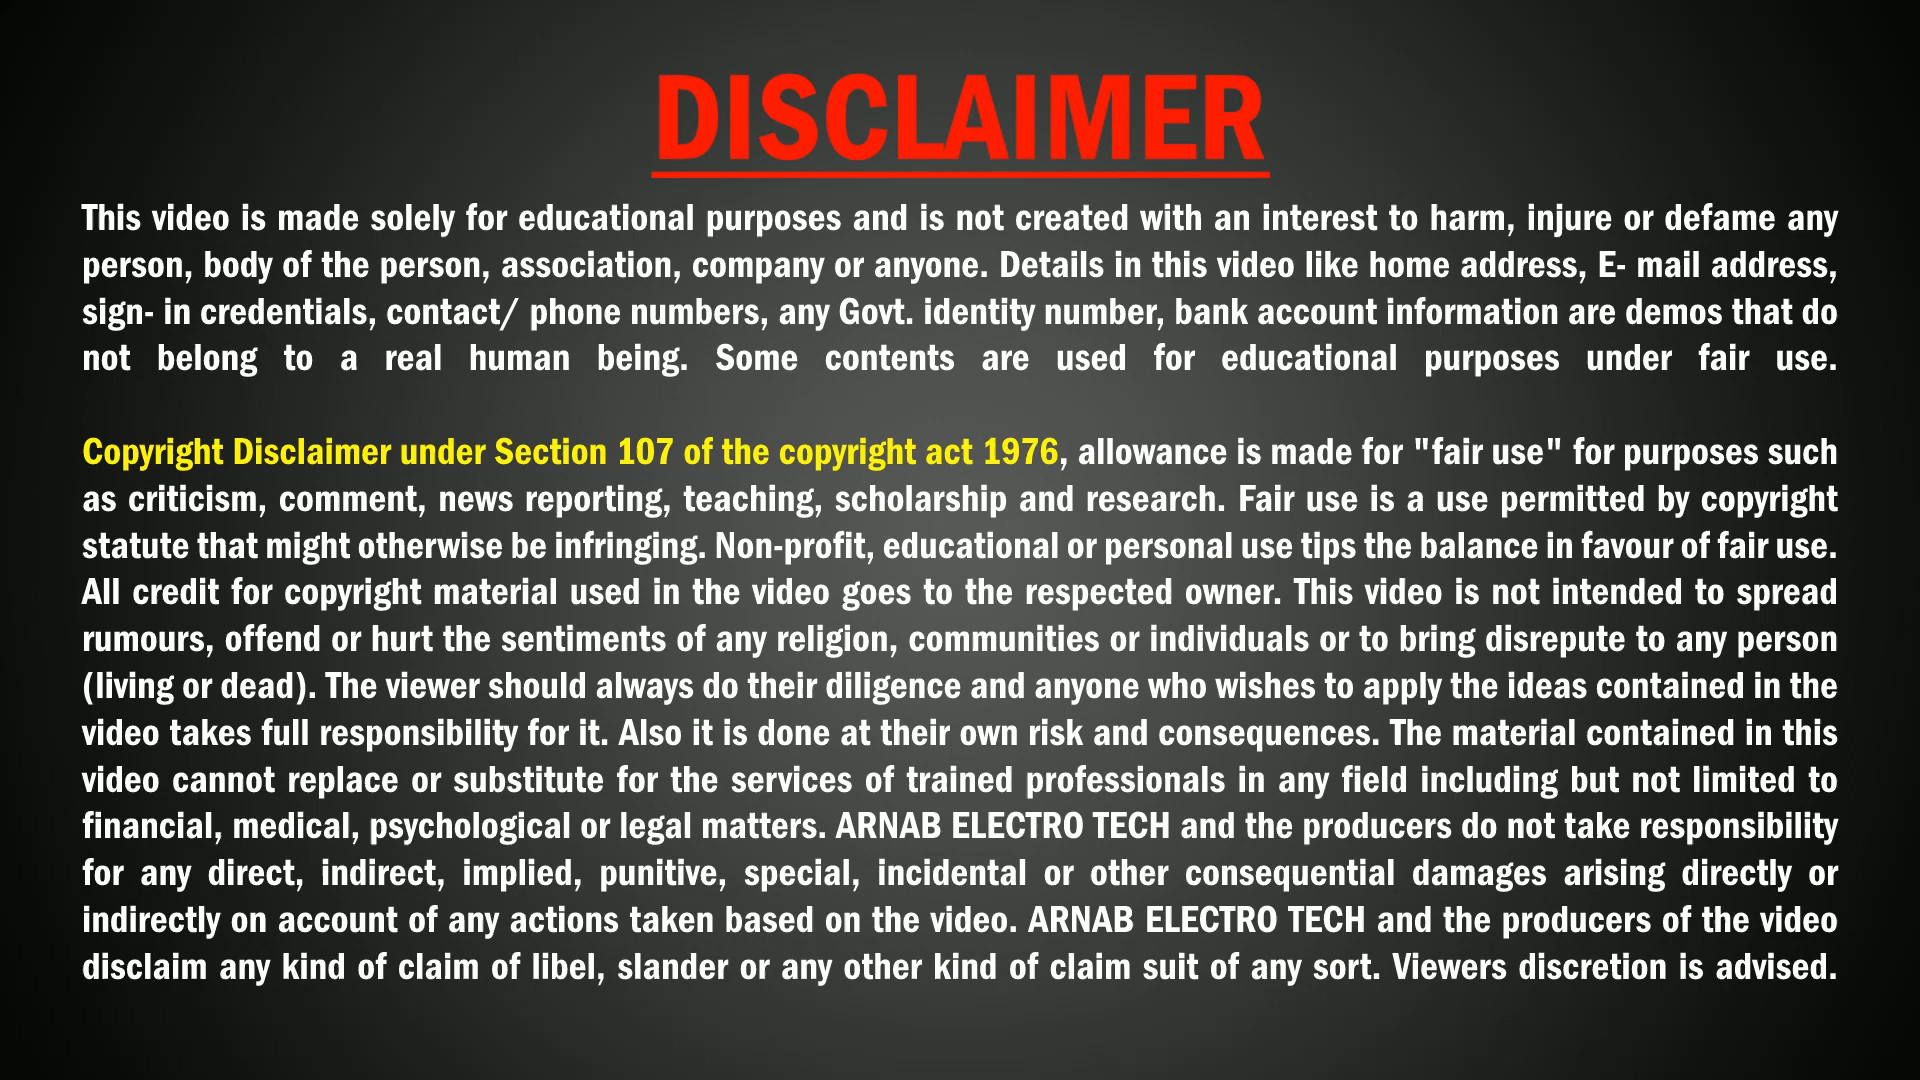 DISCLAIMER
This video is made solely for educational purposes and is not created with an interest to harm, injure or defame any
person, body of the person, association, company or anyone. Details in this video like home address, E- mail address,
sign- in credentials, contact/ phone numbers, any Govt. identity number, bank account information are demos that do
not belong to a real human being. Some contents are used for educational purposes under fair use.
Copyright Disclaimer under Section 107 of the copyright act 1976, allowance is made for "fair use" for purposes such
as criticism, comment, news reporting, teaching, scholarship and research. Fair use is a use permitted by copyright
statute that might otherwise be infringing. Non-profit, educational or personal use tips the balance in favour of fair use.
All credit for copyright material used in the video goes to the respected owner. This video is not intended to spread
rumours, offend or hurt the sentiments of any religion, communities or individuals or to bring disrepute to any person
(living or dead). The viewer should always do their diligence and anyone who wishes to apply the ideas contained in the
video takes full responsibility for it. Also it is done at their own risk and consequences. The material contained in this
video cannot replace or substitute for the services of trained professionals in any field including but not limited to
financial, medical, psychological or legal matters. ARNAB ELECTRO TECH and the producers do not take responsibility
for any direct, indirect, implied, punitive, special, incidental or other consequential damages arising directly or
indirectly on account of any actions taken based on the video. ARNAB ELECTRO TECH and the producers of the video
disclaim any kind of claim of libel, slander or any other kind of claim suit of any sort. Viewers discretion is advised.